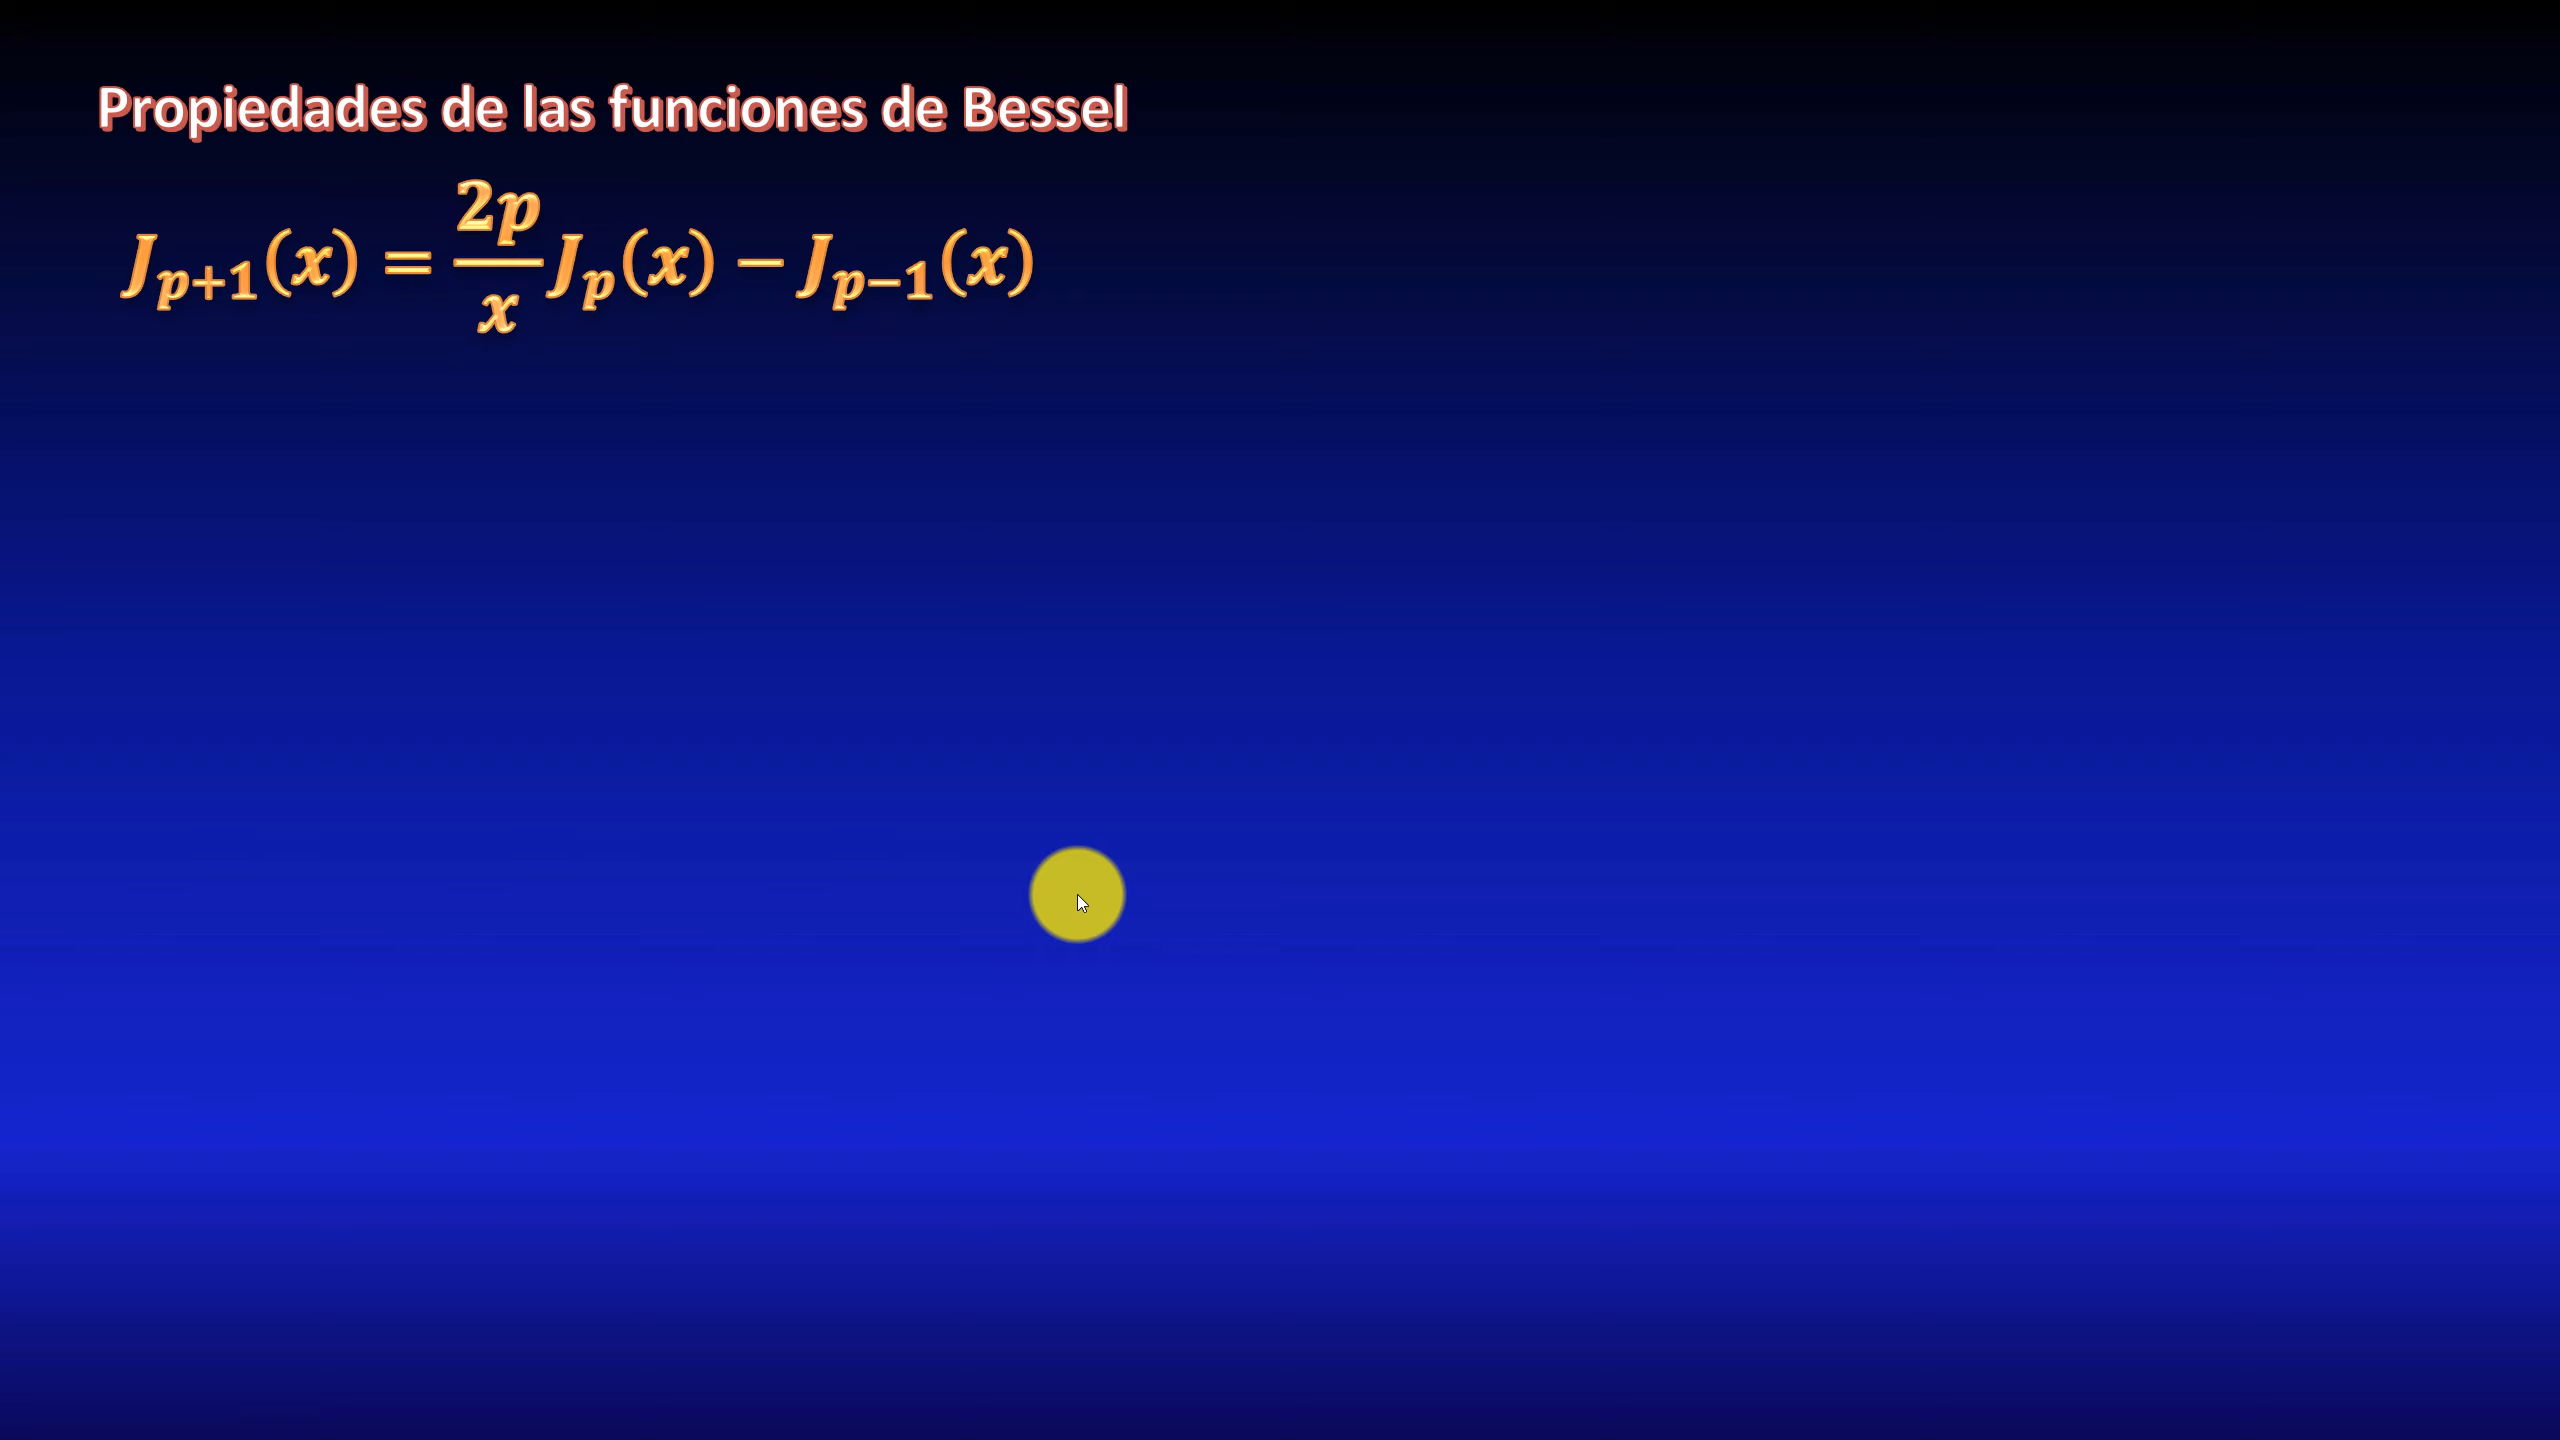 Propiedades de las funciones de Bessel
J_{p+1}(x) = \frac{2p}{x} J_p(x) − J_{p−1}(x)